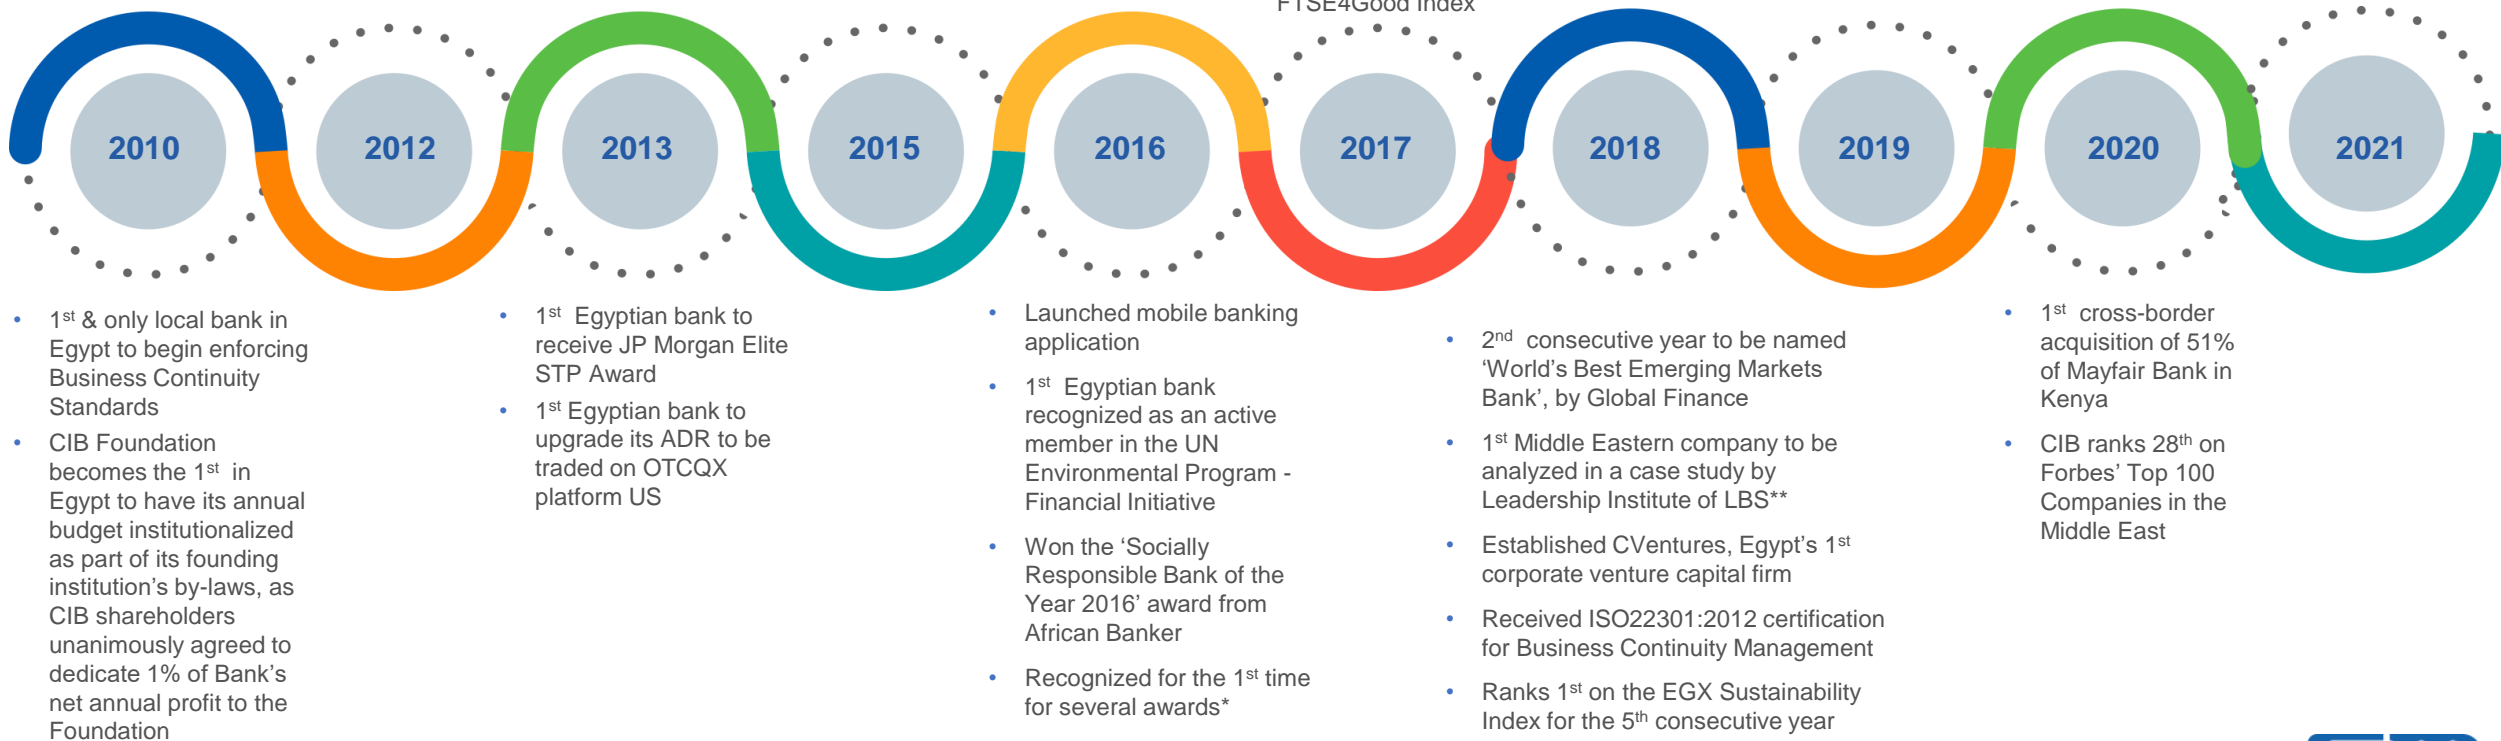 FTSE4Good Index
2010
2012
2013
2015
2016
2017
2018
2019
2020
2021
• 1st & only local bank in
Egypt to begin enforcing
Business Continuity
Standards
• CIB Foundation
becomes the 1st in
Egypt to have its annual
budget institutionalized
as part of its founding
institution's by-laws, as
CIB shareholders
unanimously agreed to
dedicate 1% of Bank's
net annual profit to the
Foundation
• 1st Egyptian bank to
receive JP Morgan Elite
STP Award
• 1st Egyptian bank to
upgrade its ADR to be
traded on OTCQX
platform US
• Launched mobile banking
application
• 1st Egyptian bank
recognized as an active
member in the UN
Environmental Program -
Financial Initiative
• Won the ‘Socially
Responsible Bank of the
Year 2016’ award from
African Banker
• Recognized for the 1st time
for several awards*
• 2nd consecutive year to be named
‘World’s Best Emerging Markets
Bank’, by Global Finance
• 1st Middle Eastern company to be
analyzed in a case study by
Leadership Institute of LBS**
• Established CVentures, Egypt’s 1st
corporate venture capital firm
• Received ISO22301:2012 certification
for Business Continuity Management
• Ranks 1st on the EGX Sustainability
Index for the 5th consecutive year
• 1st cross-border
acquisition of 51%
of Mayfair Bank in
Kenya
• CIB ranks 28th on
Forbes’ Top 100
Companies in the
Middle East